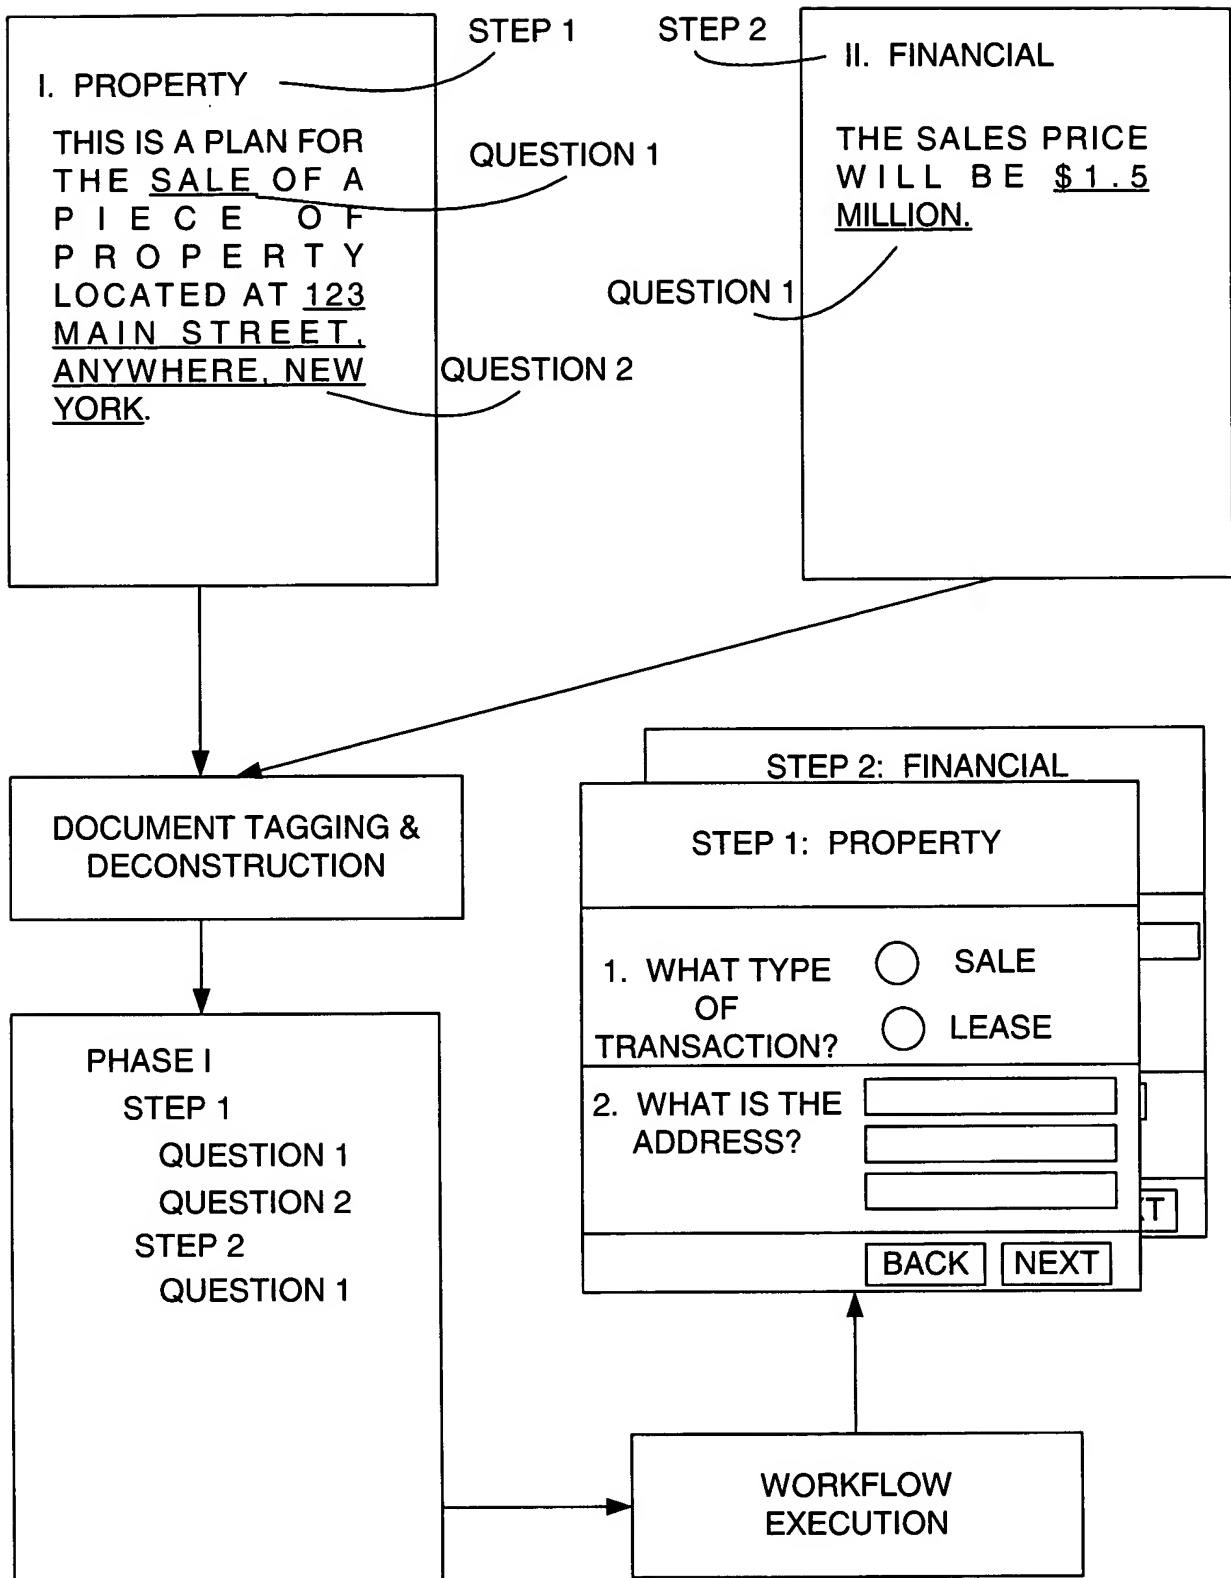 STEP 1
STEP 2
I. PROPERTY
THIS IS A PLAN FOR
THE SALE OF A
PIECE OF
PROPERTY
LOCATED AT 123
MAIN STREET,
ANYWHERE, NEW
YORK.
QUESTION 1
QUESTION 2
II. FINANCIAL
THE SALES PRICE
WILL BE $1.5
MILLION.
QUESTION 1
DOCUMENT TAGGING &
DECONSTRUCTION
PHASE I
STEP 1
QUESTION 1
QUESTION 2
STEP 2
QUESTION 1
STEP 2: FINANCIAL
STEP 1: PROPERTY
1. WHAT TYPE
OF
TRANSACTION?
SALE
LEASE
2. WHAT IS THE
ADDRESS?
BACK NEXT
WORKFLOW
EXECUTION